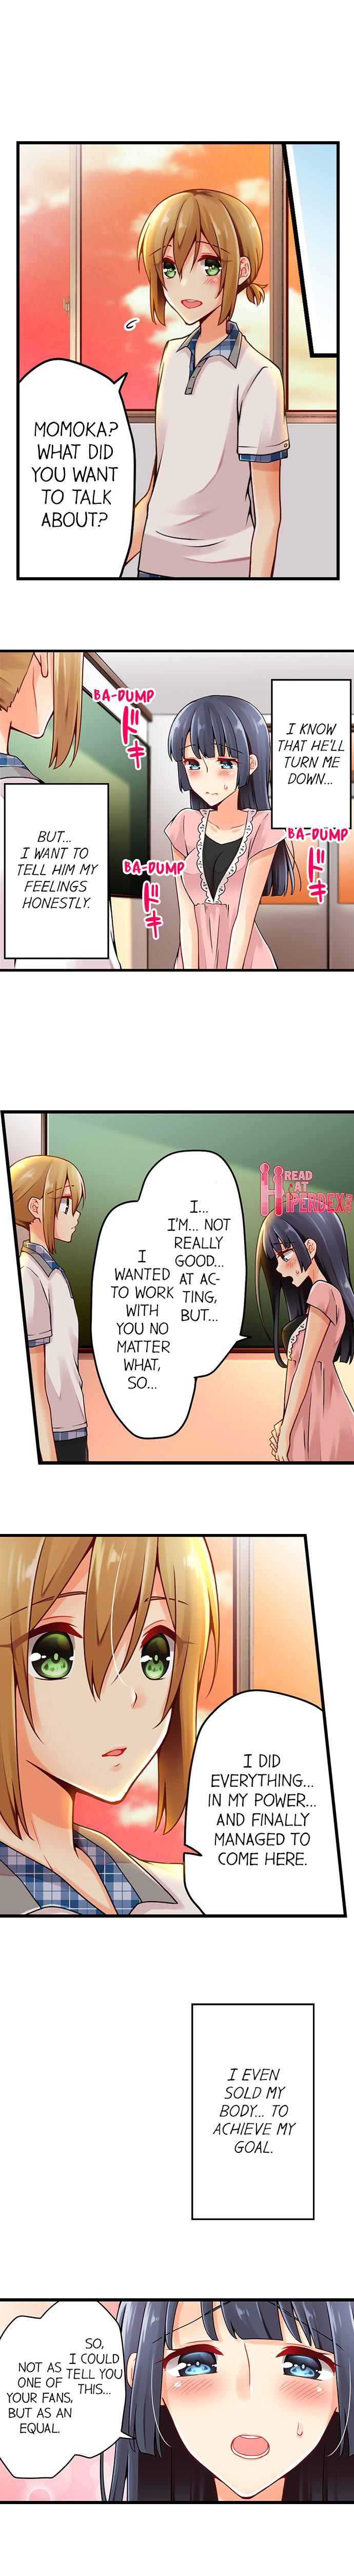 MOMOKA?
WHAT DID
YOU WANT
TO TALK
ABOUT?
BA-DUMP
ドキ
I KNOW
THAT HE'LL
TURN ME
DOWN...
BA-DUMP
ドキ
BA-DUMP
ドキ
BUT...
I WANT TO
TELL HIM MY
FEELINGS
HONESTLY.
READ
AT
HIPERDEX
I...
I'M... NOT
REALLY
GOOD...
AT AC-
TING,
BUT...
I
WANTED
TO WORK
WITH
YOU NO
MATTER
WHAT,
SO...
I DID
EVERYTHING...
IN MY POWER...
AND FINALLY
MANAGED TO
COME HERE.
I EVEN
SOLD MY
BODY... TO
ACHIEVE MY
GOAL.
SO,
I COULD
TELL YOU
THIS...
NOT AS
ONE OF
YOUR FANS,
BUT AS AN
EQUAL.